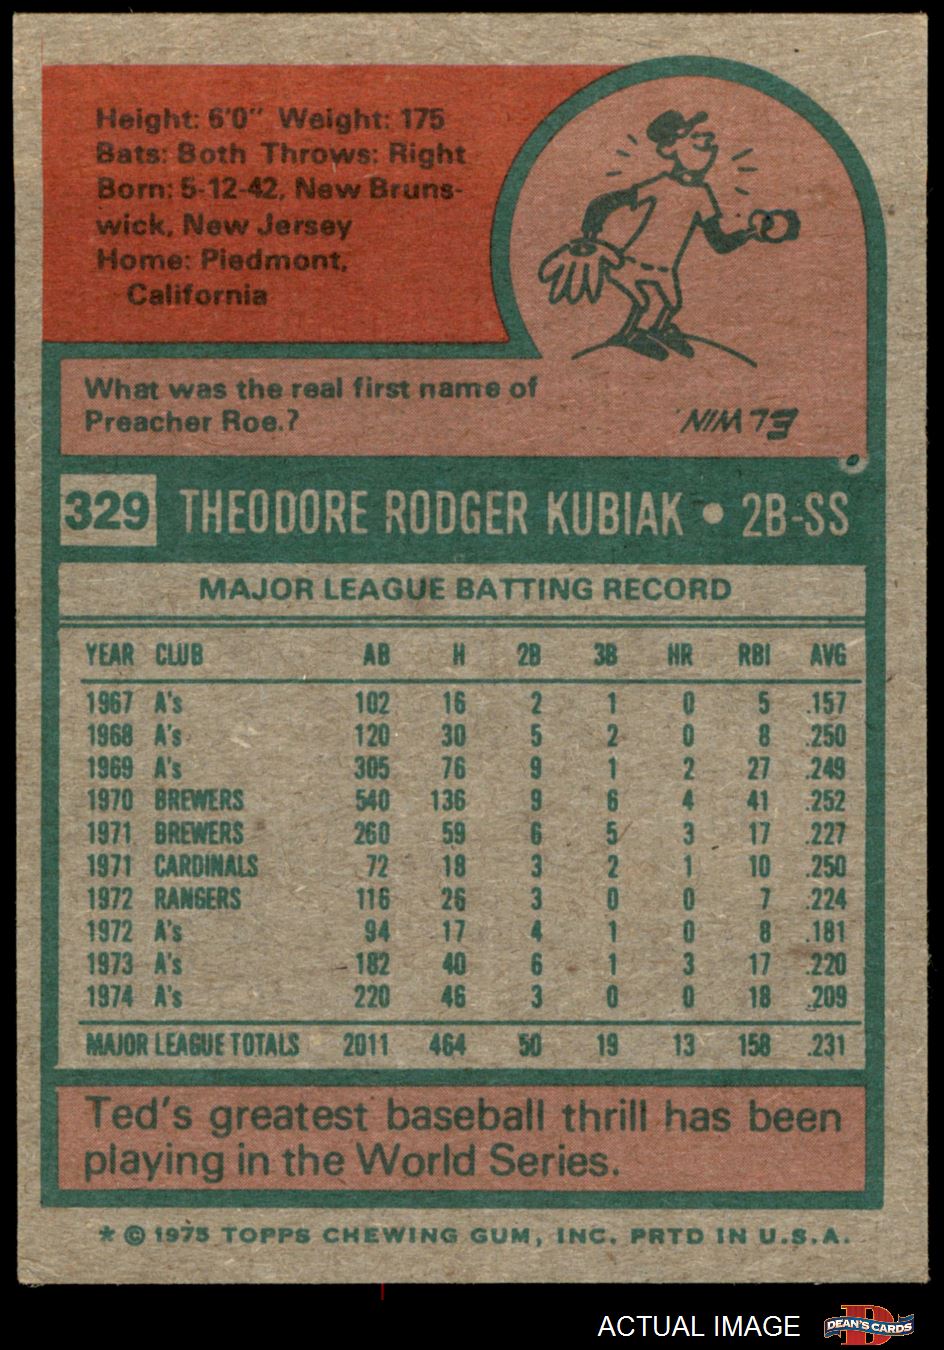 Height: 6'0" Weight: 175
Bats: Both Throws: Right
Born: 5-12-42, New Bruns-
wick, New Jersey
Home: Piedmont,
California
What was the real first name of
Preacher Roe.?
ELWIN.
329 THEODORE RODGER KUBIAK • 2B-SS
MAJOR LEAGUE BATTING RECORD
YEAR CLUB AB H 2B 3B HR RBI AVG
1967 A's 102 16 2 1 0 5 .157
1968 A's 120 30 5 2 0 8 .250
1969 A's 305 76 9 1 2 27 .249
1970 BREWERS 540 136 9 6 4 41 .252
1971 BREWERS 260 59 6 5 3 17 .227
1971 CARDINALS 72 18 3 2 1 10 .250
1972 RANGERS 116 26 3 0 0 7 .224
1972 A's 94 17 4 1 0 8 .181
1973 A's 182 40 6 1 3 17 .220
1974 A's 220 46 3 0 0 18 .209
MAJOR LEAGUE TOTALS 2011 464 50 19 13 158 .231
Ted's greatest baseball thrill has been
playing in the World Series.
* © 1975 TOPPS CHEWING GUM, INC. PRTD IN U.S.A.
ACTUAL IMAGE DEAN'S CARDS